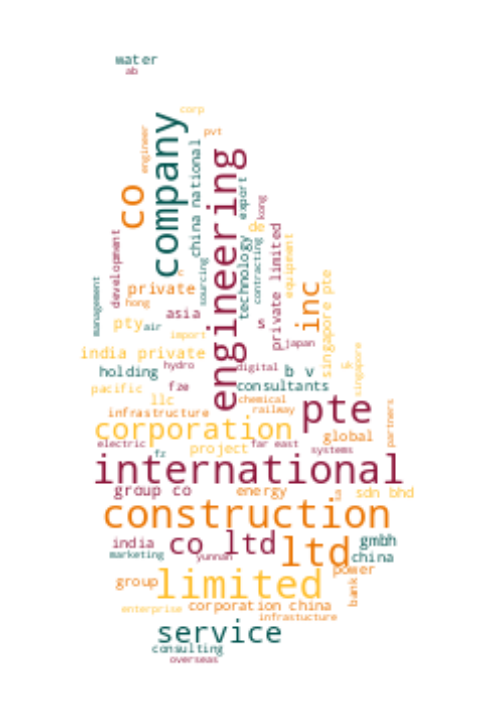 water
ab
corp
company
pvt
engineer
co
china national
engineering
export
kong
de
development
technology
contracting
private limited
equipment
sourcing
management
private
hong
inc
singapore pte
asia
pty
air
s
import
japan
india private
singapore
holding
hydro
digital
b v
pacific
fze
consultants
llc
chemical
infrastructure
railway
pte
partners
corporation
global
electric
project
far east
systems
fz
international
group co
energy
sdn bhd
construction
india
co ltd
ltd
gmbh
marketing
yunnan
china
power
group
limited
bank
enterprise
corporation china
infrastucture
service
consulting
overseas